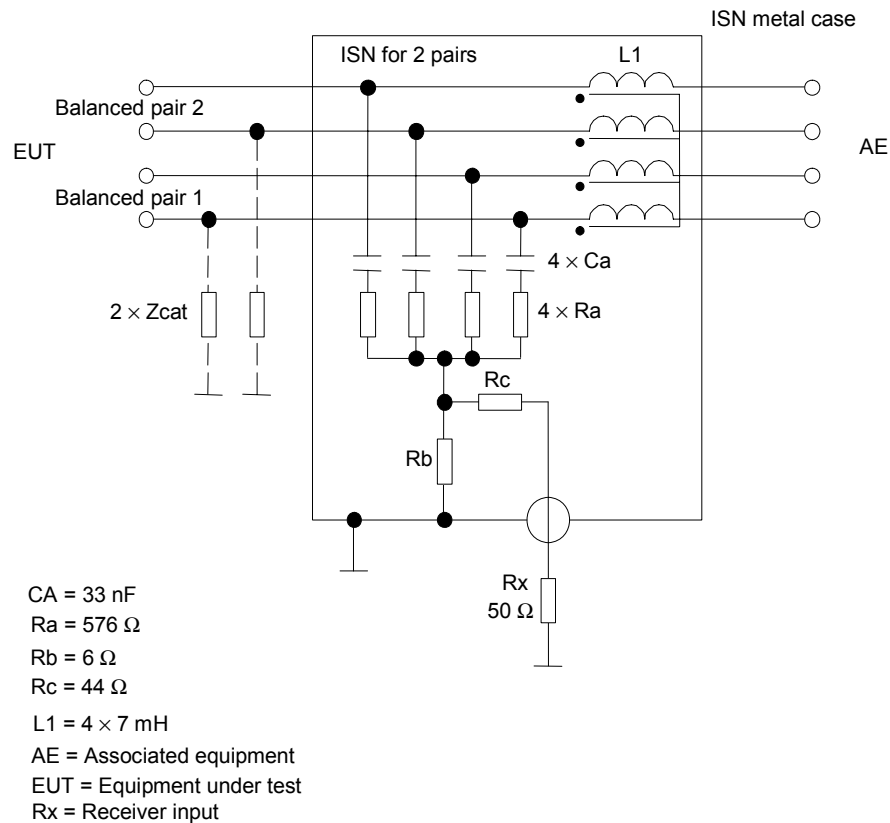 ISN metal case
ISN for 2 pairs
L1
Balanced pair 2
EUT
AE
Balanced pair 1
4 × Ca
2 × Zcat
4 × Ra
Rc
Rb
Rx
50 Ω
CA = 33 nF
Ra = 576 Ω
Rb = 6 Ω
Rc = 44 Ω
L1 = 4 × 7 mH
AE = Associated equipment
EUT = Equipment under test
Rx = Receiver input